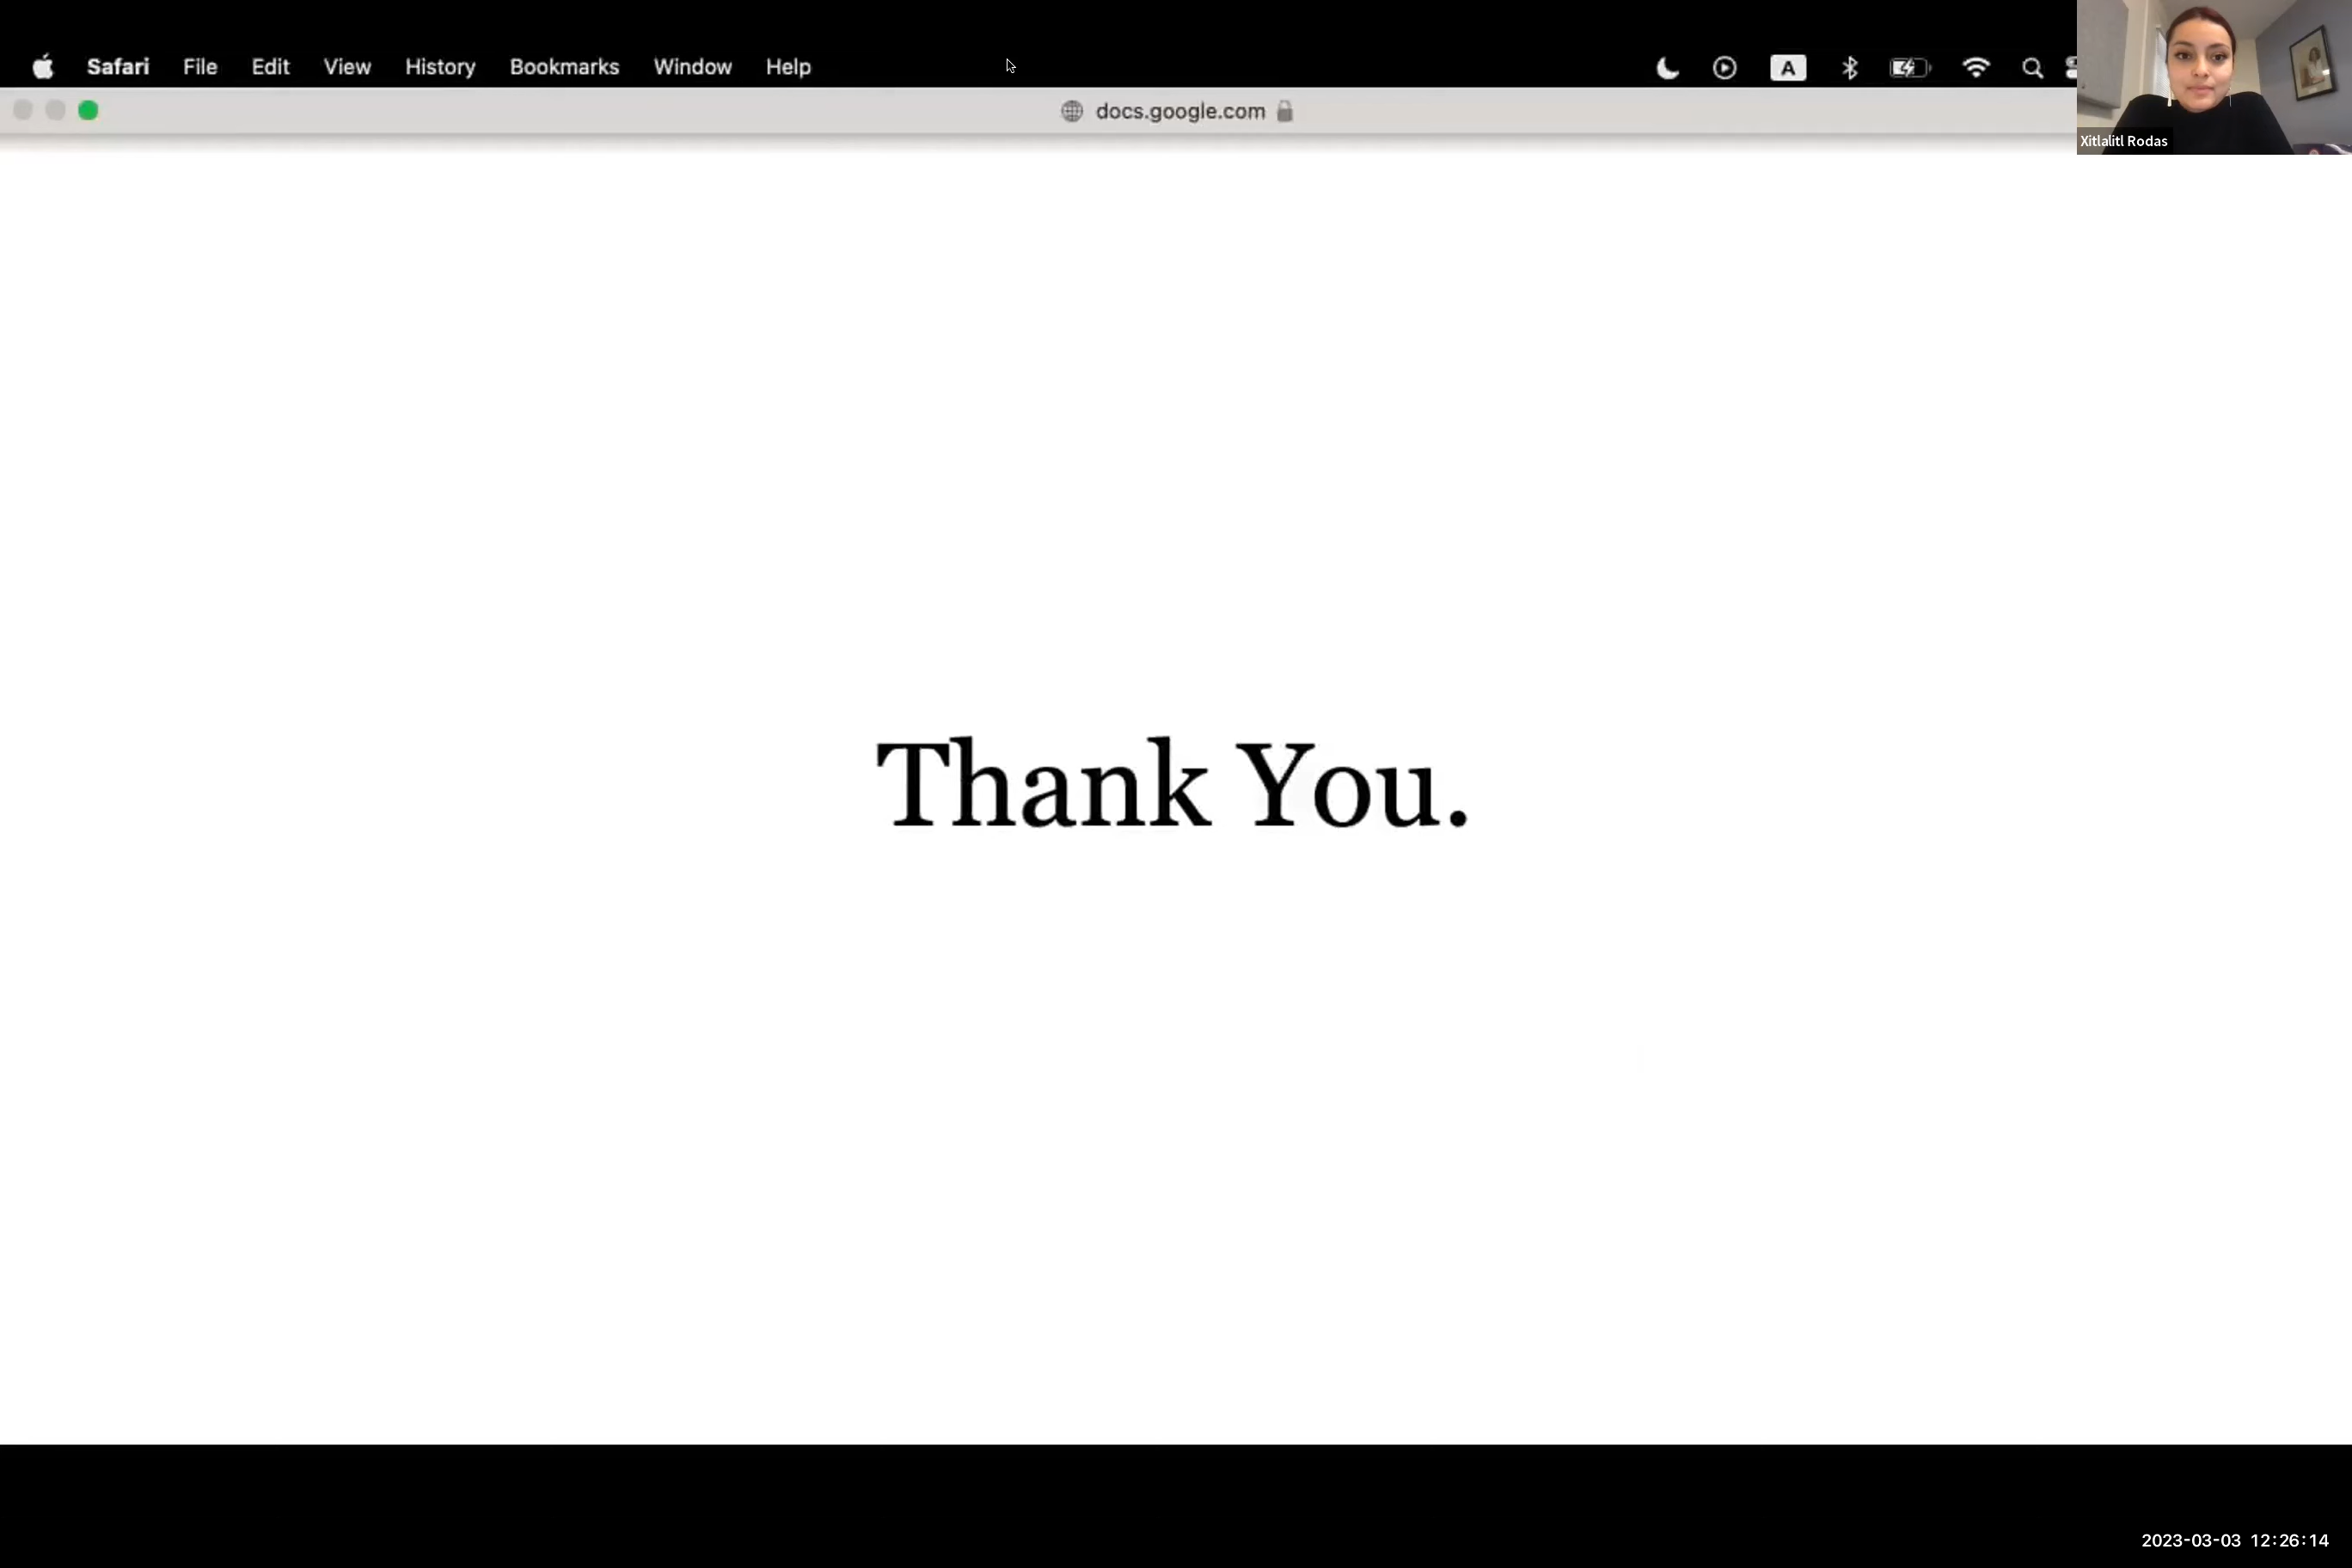 Safari File Edit View History Bookmarks Window Help A
docs.google.com
Xitlalitl Rodas
Thank You.
2023-03-03 12:26:14